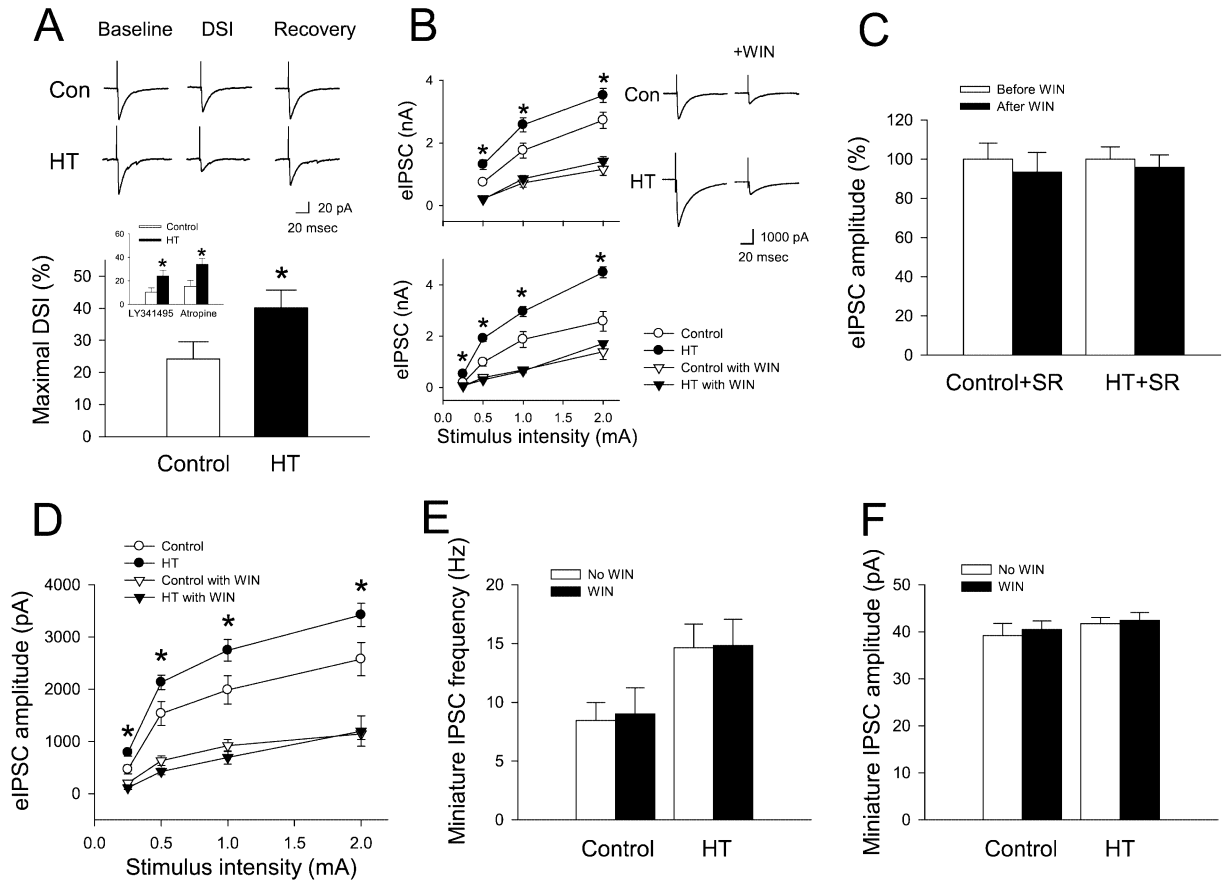 A
Baseline DSI Recovery
Con
HT
20 pA
20 msec
Control
HT
60
40
20
0
LY341495 Atropine
* *
*
Maximal DSI (%)
50
40
30
20
10
0
Control HT
B
+WIN
Con
HT
1000 pA
20 msec
eIPSC (nA)
4
2
0
* * *
eIPSC (nA)
4
2
0
* * * *
0.0 0.5 1.0 2.0
Stimulus intensity (mA)
Control
HT
Control with WIN
HT with WIN
C
Before WIN
After WIN
eIPSC amplitude (%)
120
100
80
60
40
20
0
Control+SR HT+SR
D
Control
HT
Control with WIN
HT with WIN
eIPSC amplitude (pA)
4000
3000
2000
1000
0
* * * *
0.0 0.5 1.0 1.5 2.0
Stimulus intensity (mA)
E
No WIN
WIN
Miniature IPSC frequency (Hz)
20
15
10
5
0
Control HT
F
No WIN
WIN
Miniature IPSC amplitude (pA)
50
40
30
20
10
0
Control HT